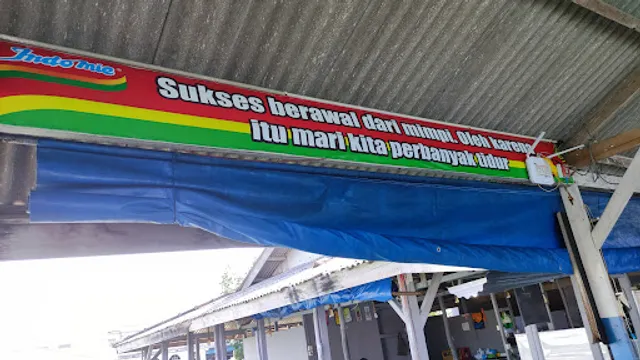 Indomie
Sukses berawal dari mimpi. Oleh karena
itu mari kita perbanyak tidur